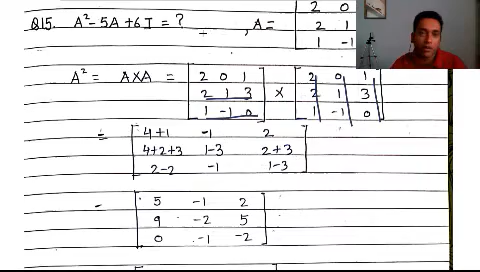 Q15. A² - 5A + 6I = ? , A = [ 2 0
2 1
1 -1
A² = A×A = [ 2 0 1 ] × [ 2 0 1 ]
[ 2 1 3 ] [ 2 1 3 ]
[ 1 -1 0 ] [ 1 -1 0 ]
= [ 4+1 -1 2 ]
[ 4+2+3 1-3 2+3 ]
[ 2-2 -1 1-3 ]
= [ 5 -1 2 ]
[ 9 -2 5 ]
[ 0 -1 -2 ]